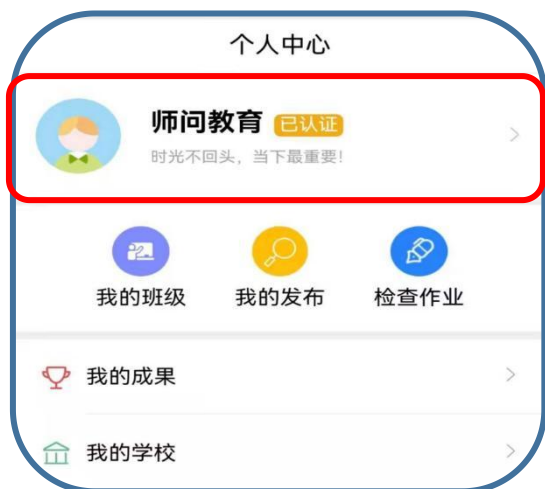 个人中心
师问教育 已认证
时光不回头，当下最重要!
我的班级 我的发布 检查作业
我的成果
我的学校